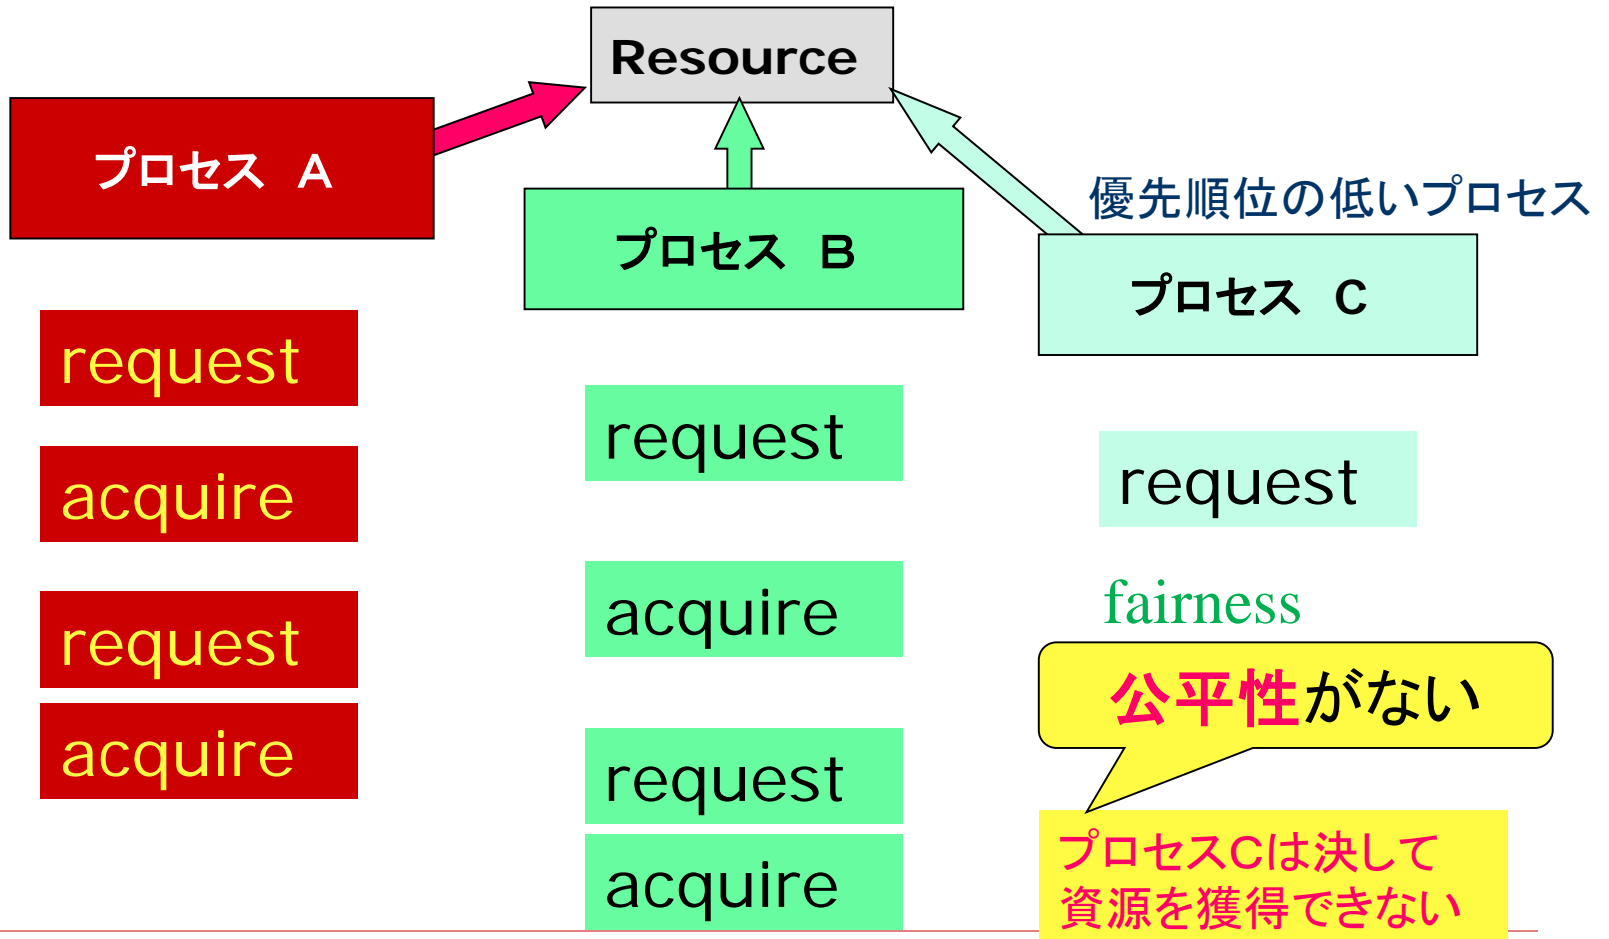 Resource
プロセス　A
プロセス　B
優先順位の低いプロセス
プロセス　C
request
acquire
request
acquire
request
acquire
request
acquire
request
fairness
公平性がない
プロセスCは決して
資源を獲得できない